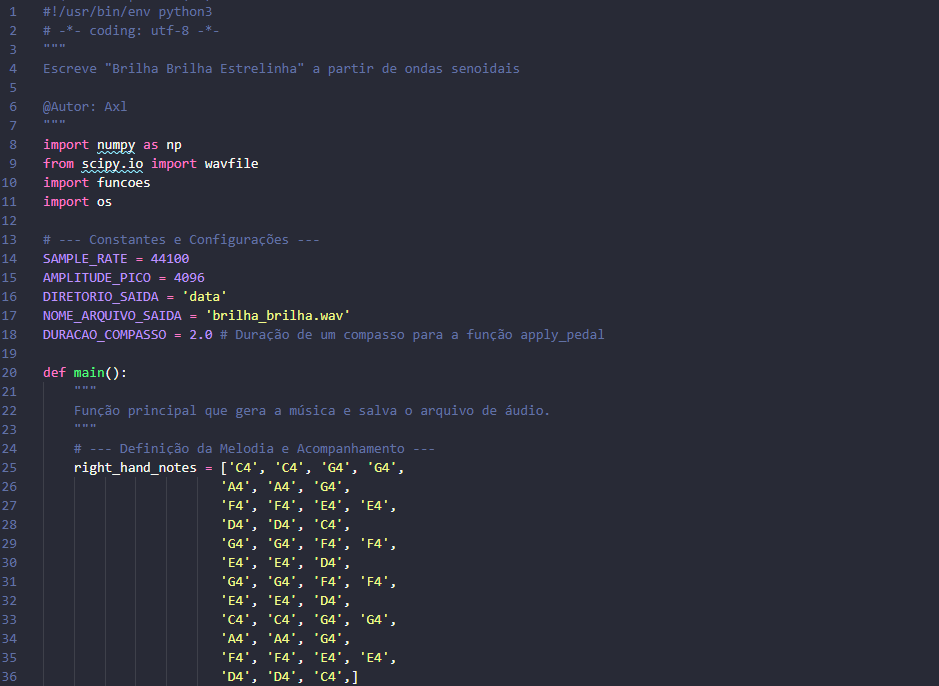 1 #!/usr/bin/env python3
2 # -*- coding: utf-8 -*-
3 """
4 Escreve "Brilha Brilha Estrelinha" a partir de ondas senoidais
5
6 @Autor: Axl
7 """
8 import numpy as np
9 from scipy.io import wavfile
10 import funcoes
11 import os
12
13 # --- Constantes e Configurações ---
14 SAMPLE_RATE = 44100
15 AMPLITUDE_PICO = 4096
16 DIRETORIO_SAIDA = 'data'
17 NOME_ARQUIVO_SAIDA = 'brilha_brilha.wav'
18 DURACAO_COMPASSO = 2.0 # Duração de um compasso para a função apply_pedal
19
20 def main():
21     """
22     Função principal que gera a música e salva o arquivo de áudio.
23     """
24     # --- Definição da Melodia e Acompanhamento ---
25     right_hand_notes = ['C4', 'C4', 'G4', 'G4',
26                        'A4', 'A4', 'G4',
27                        'F4', 'F4', 'E4', 'E4',
28                        'D4', 'D4', 'C4',
29                        'G4', 'G4', 'F4', 'F4',
30                        'E4', 'E4', 'D4',
31                        'G4', 'G4', 'F4', 'F4',
32                        'E4', 'E4', 'D4',
33                        'C4', 'C4', 'G4', 'G4',
34                        'A4', 'A4', 'G4',
35                        'F4', 'F4', 'E4', 'E4',
36                        'D4', 'D4', 'C4',]